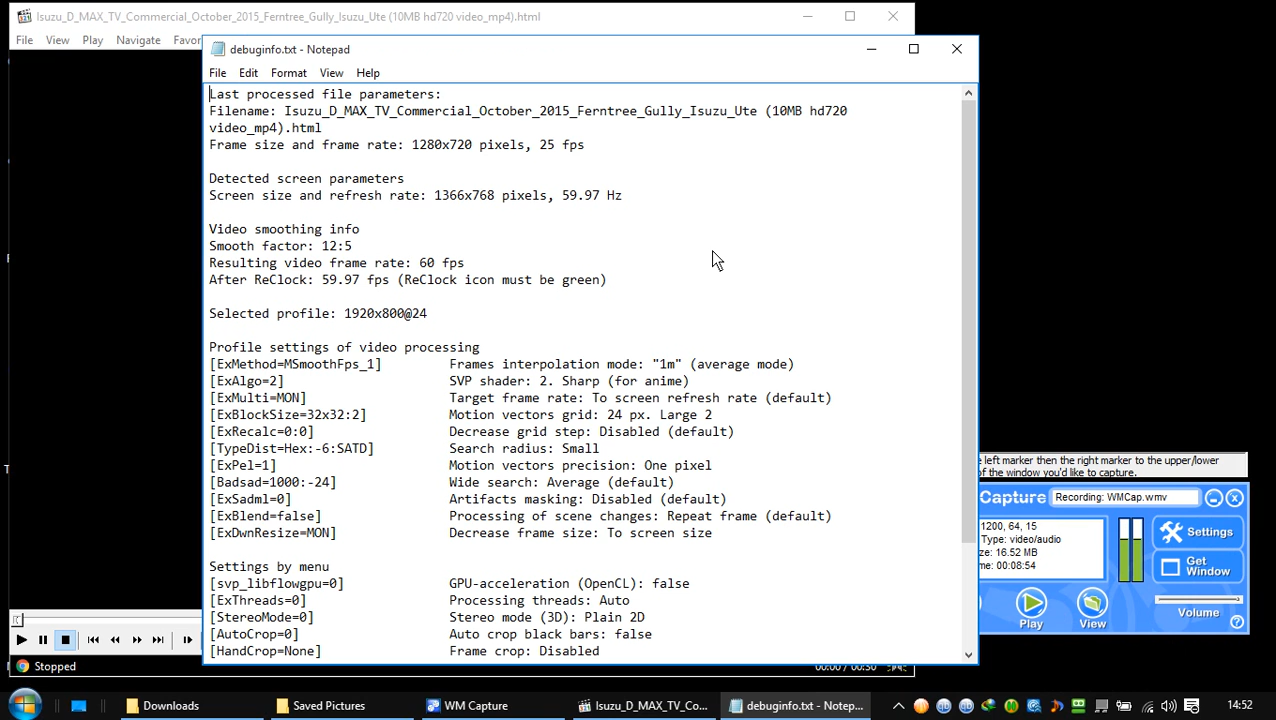 Isuzu_D_MAX_TV_Commercial_October_2015_Ferntree_Gully_Isuzu_Ute (10MB hd720 video_mp4).html
File View Play Navigate Favor
debuginfo.txt - Notepad
File Edit Format View Help
Last processed file parameters:
Filename: Isuzu_D_MAX_TV_Commercial_October_2015_Ferntree_Gully_Isuzu_Ute (10MB hd720
video_mp4).html
Frame size and frame rate: 1280x720 pixels, 25 fps
Detected screen parameters
Screen size and refresh rate: 1366x768 pixels, 59.97 Hz
Video smoothing info
Smooth factor: 12:5
Resulting video frame rate: 60 fps
After ReClock: 59.97 fps (ReClock icon must be green)
Selected profile: 1920x800@24
Profile settings of video processing
[ExMethod=MSmoothFps_1] Frames interpolation mode: "1m" (average mode)
[ExAlgo=2] SVP shader: 2. Sharp (for anime)
[ExMulti=MON] Target frame rate: To screen refresh rate (default)
[ExBlockSize=32x32:2] Motion vectors grid: 24 px. Large 2
[ExRecalc=0:0] Decrease grid step: Disabled (default)
[TypeDist=Hex:-6:SATD] Search radius: Small
[ExPel=1] Motion vectors precision: One pixel
[Badsad=1000:-24] Wide search: Average (default)
[ExSadml=0] Artifacts masking: Disabled (default)
[ExBlend=false] Processing of scene changes: Repeat frame (default)
[ExDwnResize=MON] Decrease frame size: To screen size
Settings by menu
[svp_libflowgpu=0] GPU-acceleration (OpenCL): false
[ExThreads=0] Processing threads: Auto
[StereoMode=0] Stereo mode (3D): Plain 2D
[AutoCrop=0] Auto crop black bars: false
[HandCrop=None] Frame crop: Disabled
e left marker then the right marker to the upper/lower
of the window you'd like to capture.
Capture Recording: WMCap.wmv
1200, 64, 15
Type: video/audio
ze: 16.52 MB
me: 00:08:54
Settings
Get
Window
Play View Volume
Stopped
00:00 / 00:30
Downloads Saved Pictures WM Capture Isuzu_D_MAX_TV_Co... debuginfo.txt - Notep... 14:52